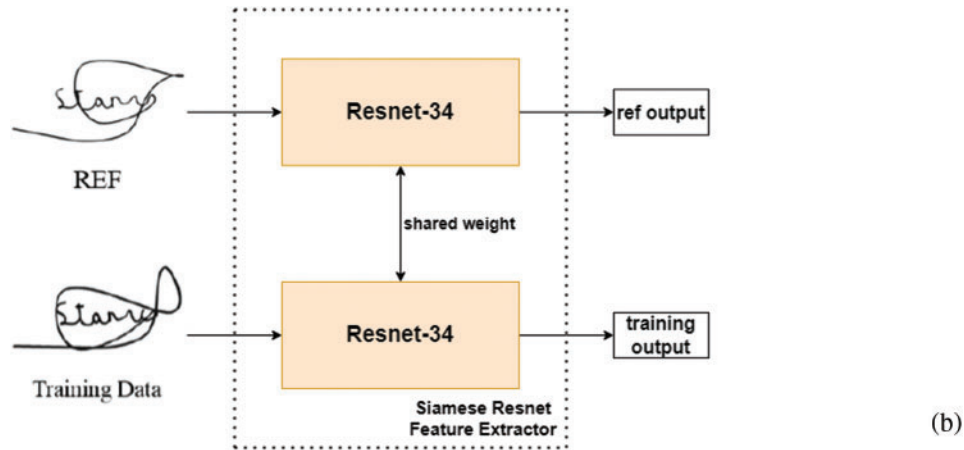 Resnet-34
ref output
REF
shared weight
Resnet-34
training
output
Training Data
Siamese Resnet
Feature Extractor
(b)